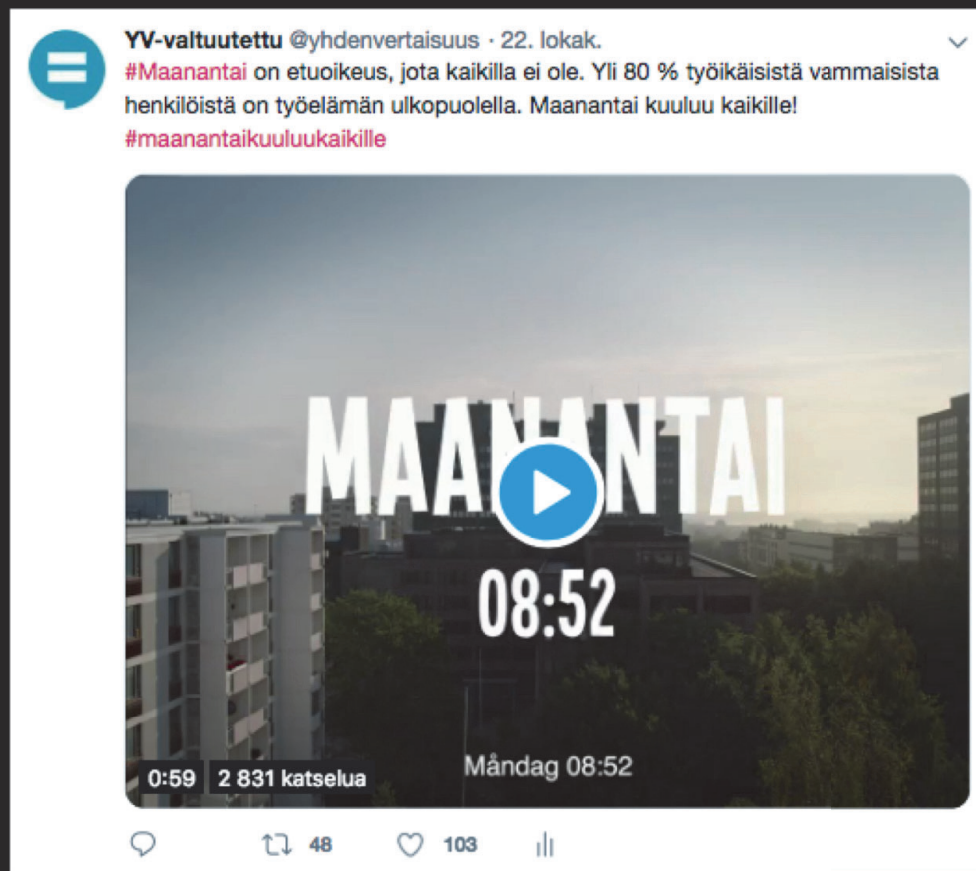 YV-valtuutettu @yhdenvertaisuus · 22. lokak.
#Maanantai on etuoikeus, jota kaikilla ei ole. Yli 80 % työikäisistä vammaisista
henkilöistä on työelämän ulkopuolella. Maanantai kuuluu kaikille!
#maanantaikuuluukaikille
MAANANTAI
08:52
Måndag 08:52
0:59 2 831 katselua
48 103